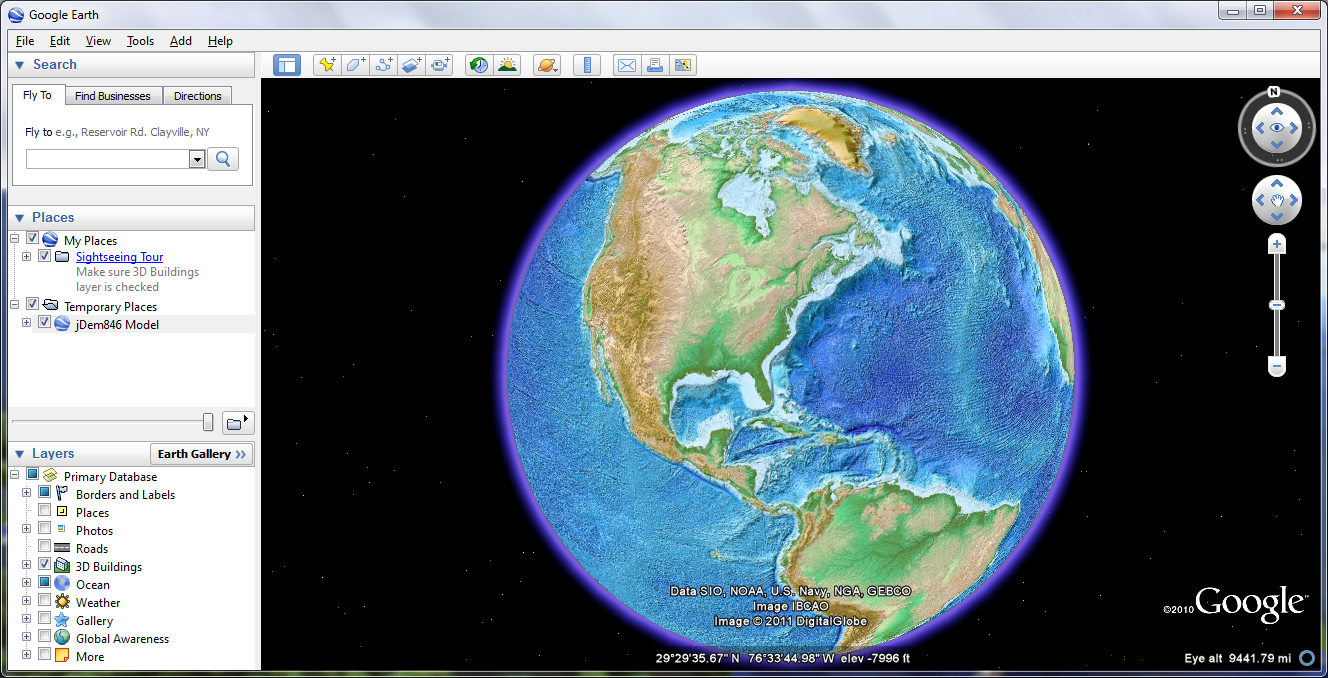 Google Earth
File Edit View Tools Add Help
Search
Fly To Find Businesses Directions
Fly to e.g., Reservoir Rd. Clayville, NY
Places
My Places
Sightseeing Tour
Make sure 3D Buildings
layer is checked
Temporary Places
jDem846 Model
Layers Earth Gallery >>
Primary Database
Borders and Labels
Places
Photos
Roads
3D Buildings
Ocean
Weather
Gallery
Global Awareness
More
N
Data SIO, NOAA, U.S. Navy, NGA, GEBCO
Image IBCAO
Image © 2011 DigitalGlobe
©2010 Google™
29°29'35.67" N 76°33'44.98" W elev -7996 ft
Eye alt 9441.79 mi